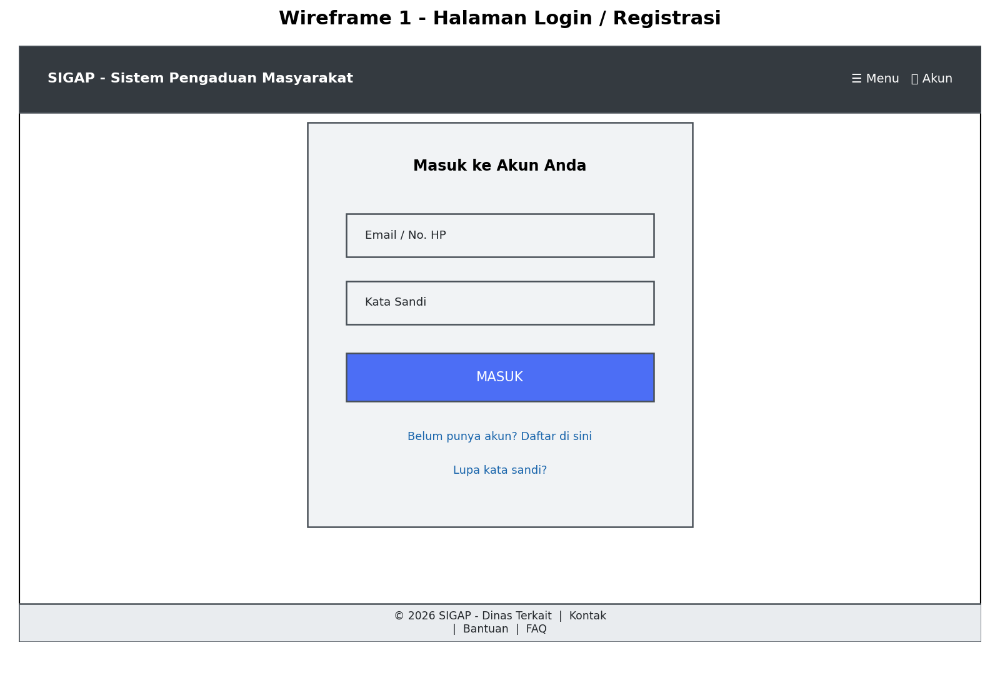 Wireframe 1 - Halaman Login / Registrasi
SIGAP - Sistem Pengaduan Masyarakat
☰ Menu ▯ Akun
Masuk ke Akun Anda
Email / No. HP
Kata Sandi
MASUK
Belum punya akun? Daftar di sini
Lupa kata sandi?
© 2026 SIGAP - Dinas Terkait | Kontak
| Bantuan | FAQ